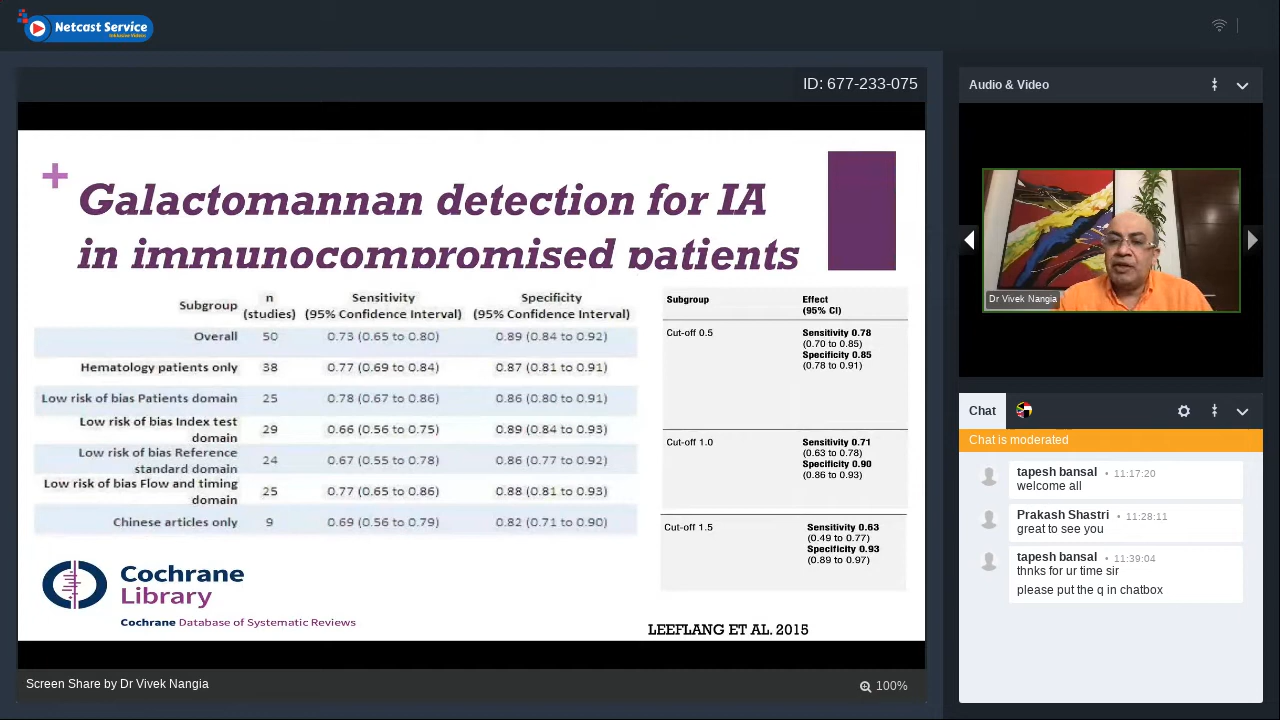 Netcast Service
ID: 677-233-075
Galactomannan detection for IA
in immunocompromised patients
Subgroup n (studies) Sensitivity (95% Confidence Interval) Specificity (95% Confidence Interval)
Overall 50 0.73 (0.65 to 0.80) 0.89 (0.84 to 0.92)
Hematology patients only 38 0.77 (0.69 to 0.84) 0.87 (0.81 to 0.91)
Low risk of bias Patients domain 25 0.78 (0.67 to 0.86) 0.86 (0.80 to 0.91)
Low risk of bias Index test domain 29 0.66 (0.56 to 0.75) 0.89 (0.84 to 0.93)
Low risk of bias Reference standard domain 24 0.67 (0.55 to 0.78) 0.86 (0.77 to 0.92)
Low risk of bias Flow and timing domain 25 0.77 (0.65 to 0.86) 0.88 (0.81 to 0.93)
Chinese articles only 9 0.69 (0.56 to 0.79) 0.82 (0.71 to 0.90)
Subgroup Effect
(95% CI)
Cut-off 0.5 Sensitivity 0.78
(0.70 to 0.85)
Specificity 0.85
(0.78 to 0.91)
Cut-off 1.0 Sensitivity 0.71
(0.63 to 0.78)
Specificity 0.90
(0.86 to 0.93)
Cut-off 1.5 Sensitivity 0.63
(0.49 to 0.77)
Specificity 0.93
(0.89 to 0.97)
Cochrane
Library
Cochrane Database of Systematic Reviews
LEEFLANG ET AL. 2015
Screen Share by Dr Vivek Nangia
100%
Audio & Video
Dr Vivek Nangia
Chat
Chat is moderated
tapesh bansal • 11:17:20
welcome all
Prakash Shastri • 11:28:11
great to see you
tapesh bansal • 11:39:04
thnks for ur time sir
please put the q in chatbox